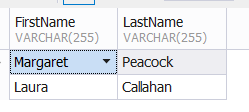 FirstName LastName
VARCHAR(255) VARCHAR(255)
Margaret Peacock
Laura Callahan